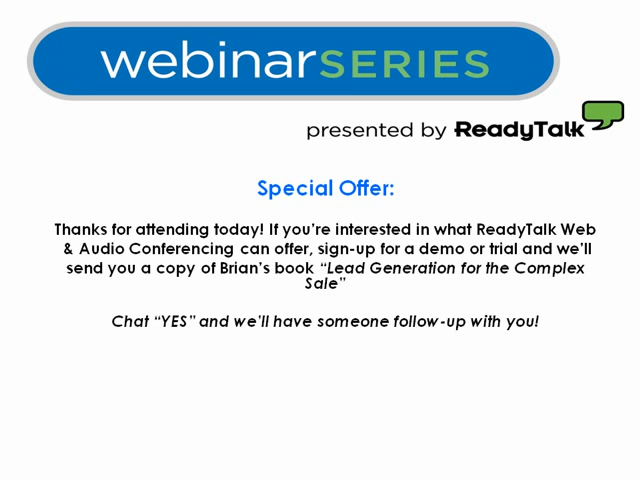 webinarSERIES
presented by ReadyTalk
Special Offer:
Thanks for attending today! If you’re interested in what ReadyTalk Web
& Audio Conferencing can offer, sign-up for a demo or trial and we’ll
send you a copy of Brian’s book “Lead Generation for the Complex
Sale”
Chat “YES” and we’ll have someone follow-up with you!